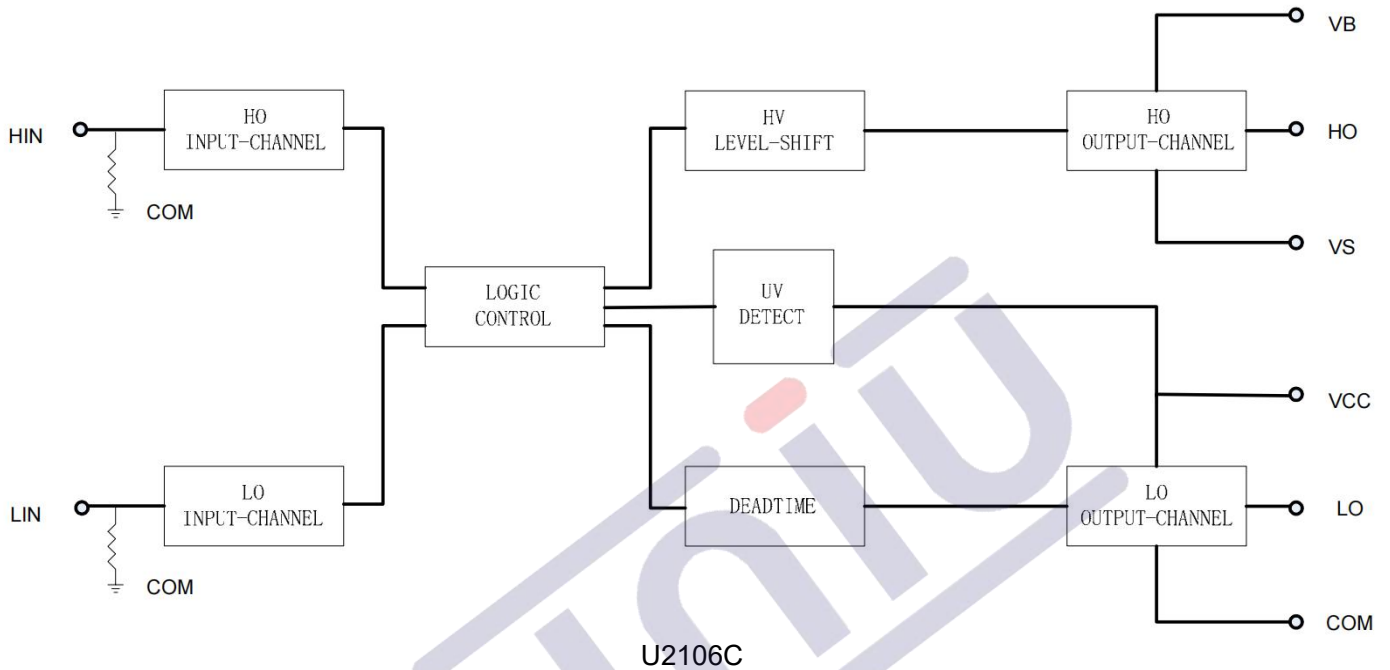 VB
HO
INPUT-CHANNEL
HV
LEVEL-SHIFT
HO
OUTPUT-CHANNEL
HIN
HO
COM
VS
LOGIC
CONTROL
UV
DETECT
VCC
LO
INPUT-CHANNEL
DEADTIME
LO
OUTPUT-CHANNEL
LIN
LO
COM
COM
U2106C